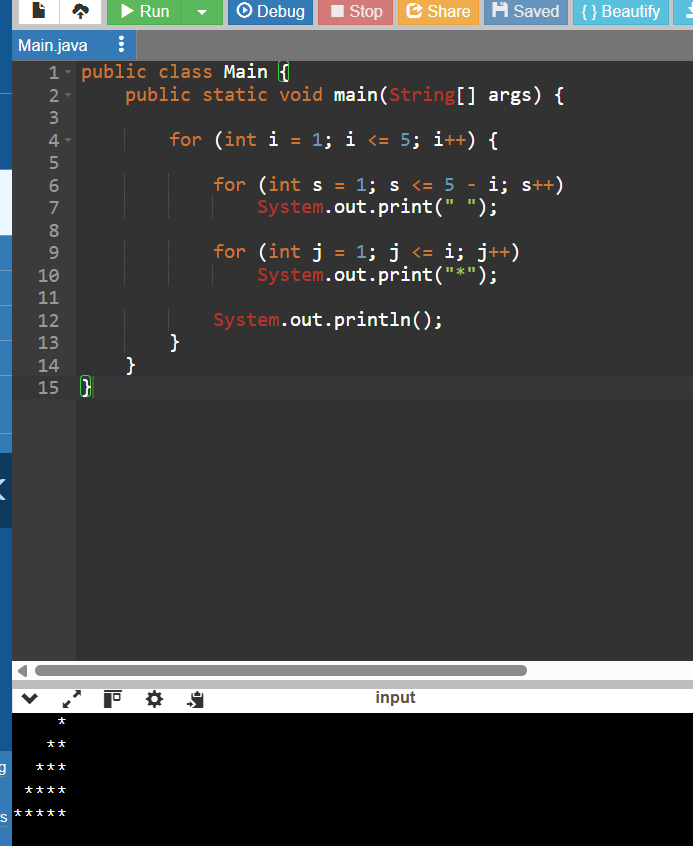 Run Debug Stop Share Saved { } Beautify
Main.java
1 public class Main {
2     public static void main(String[] args) {
3
4         for (int i = 1; i <= 5; i++) {
5
6             for (int s = 1; s <= 5 - i; s++)
7                 System.out.print(" ");
8
9             for (int j = 1; j <= i; j++)
10                 System.out.print("*");
11
12             System.out.println();
13         }
14     }
15 }
input
    *
   **
  ***
 ****
*****
g
s